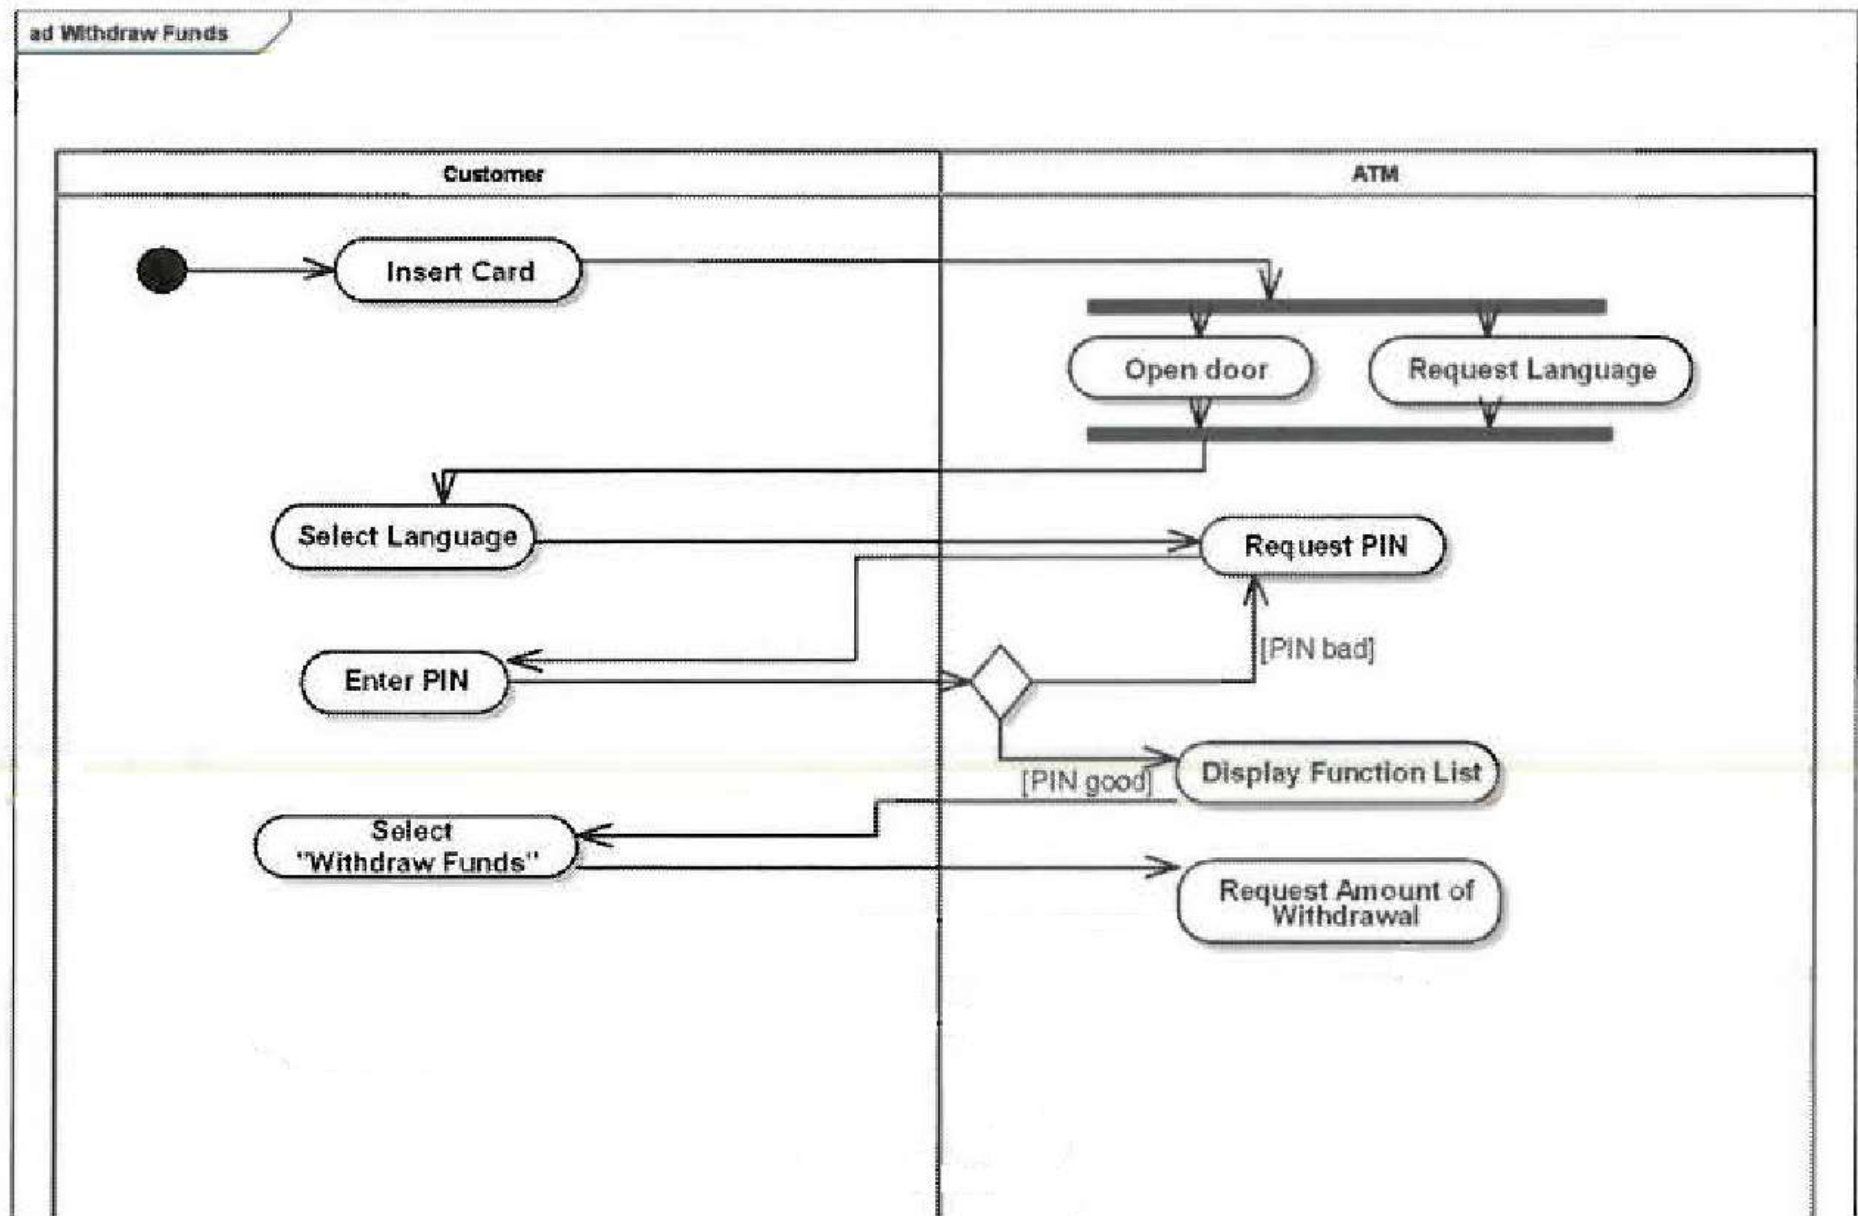 ad Withdraw Funds
Customer
ATM
Insert Card
Open door
Request Language
Select Language
Request PIN
[PIN bad]
Enter PIN
Display Function List
[PIN good]
Select
"Withdraw Funds"
Request Amount of
Withdrawal